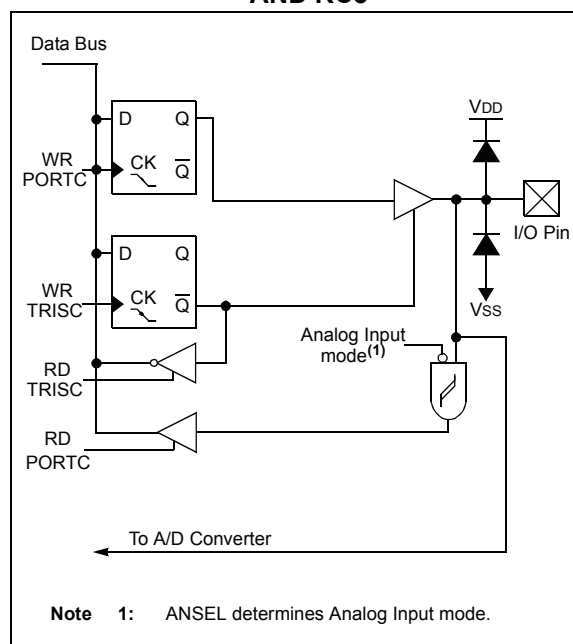 AND RC3
Data Bus
VDD
D Q
WR
PORTC
CK
Q
I/O Pin
D Q
VSS
WR
TRISC
CK
Q
Analog Input
mode(1)
RD
TRISC
RD
PORTC
To A/D Converter
Note 1: ANSEL determines Analog Input mode.